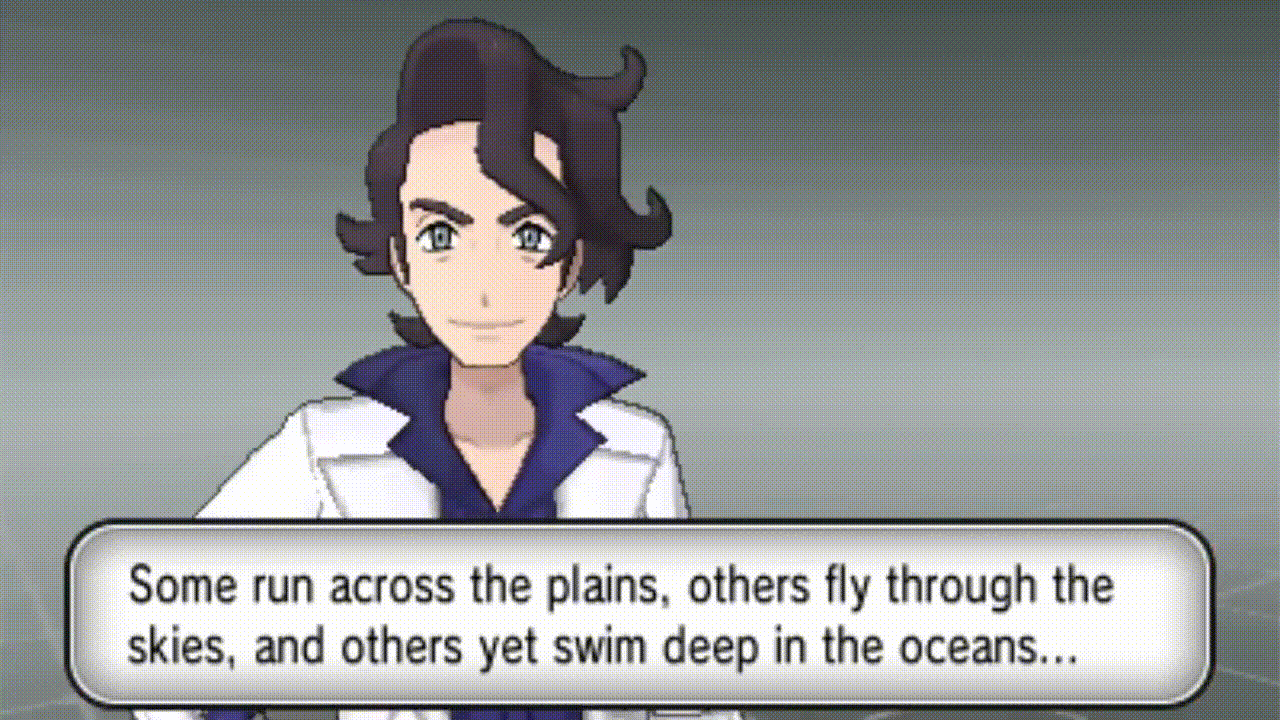 Some run across the plains, others fly through the
skies, and others yet swim deep in the oceans...